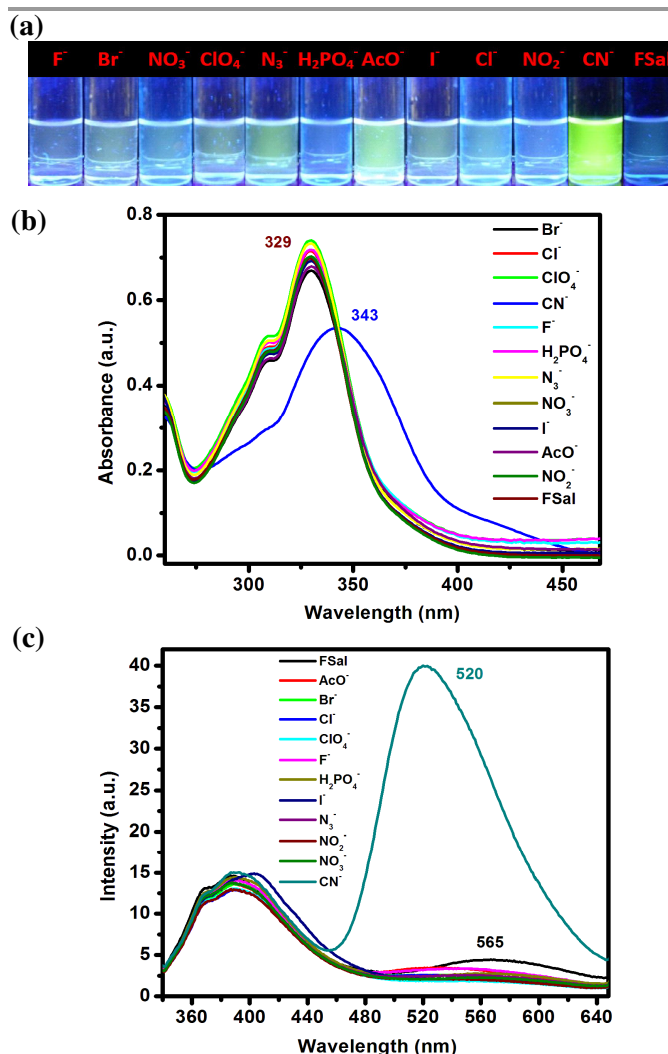 (a)
F⁻ Br⁻ NO₃⁻ ClO₄⁻ N₃⁻ H₂PO₄⁻ AcO⁻ I⁻ Cl⁻ NO₂⁻ CN⁻ FSal
(b)
0.8
0.6
0.4
0.2
0.0
Absorbance (a.u.)
329
343
Br⁻
Cl⁻
ClO₄⁻
CN⁻
F⁻
H₂PO₄⁻
N₃⁻
NO₃⁻
I⁻
AcO⁻
NO₂⁻
FSal
300 350 400 450
Wavelength (nm)
(c)
40
35
30
25
20
15
10
5
0
Intensity (a.u.)
FSal
AcO⁻
Br⁻
Cl⁻
ClO₄⁻
F⁻
H₂PO₄⁻
I⁻
N₃⁻
NO₂⁻
NO₃⁻
CN⁻
520
565
360 400 440 480 520 560 600 640
Wavelength (nm)